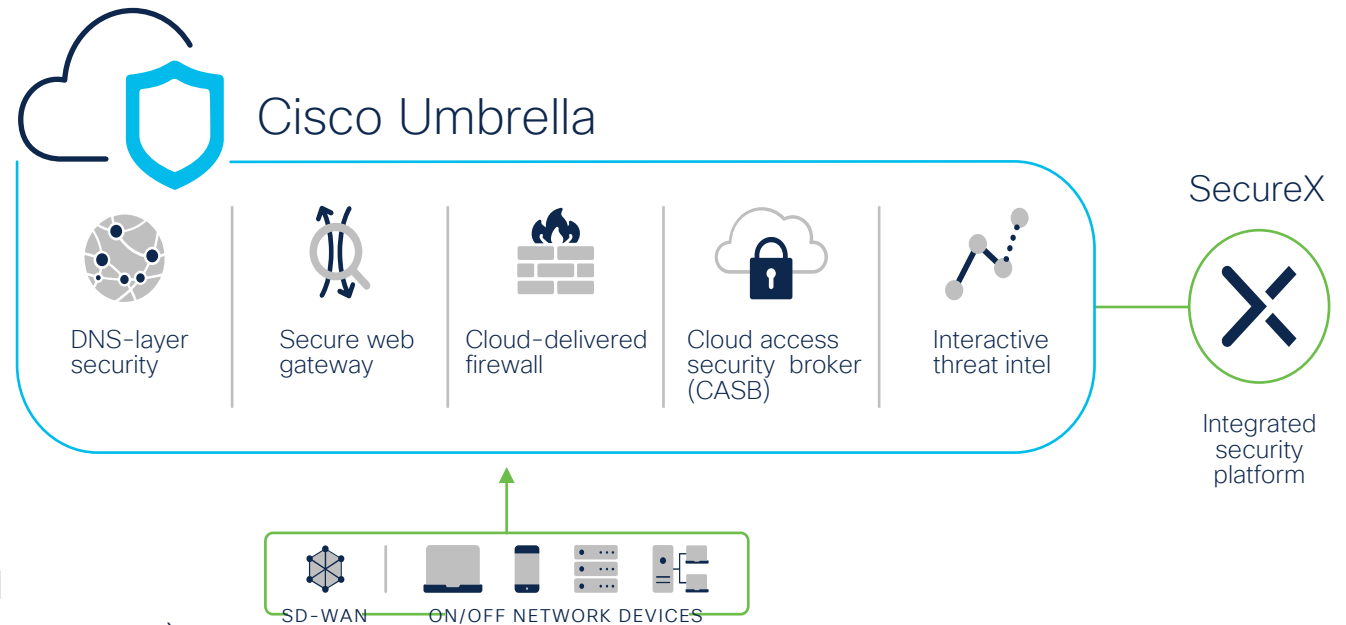 Cisco Umbrella
SecureX
DNS-layer
security
Secure web
gateway
Cloud-delivered
firewall
Cloud access
security broker
(CASB)
Interactive
threat intel
Integrated
security
platform
SD-WAN
ON/OFF NETWORK DEVICES